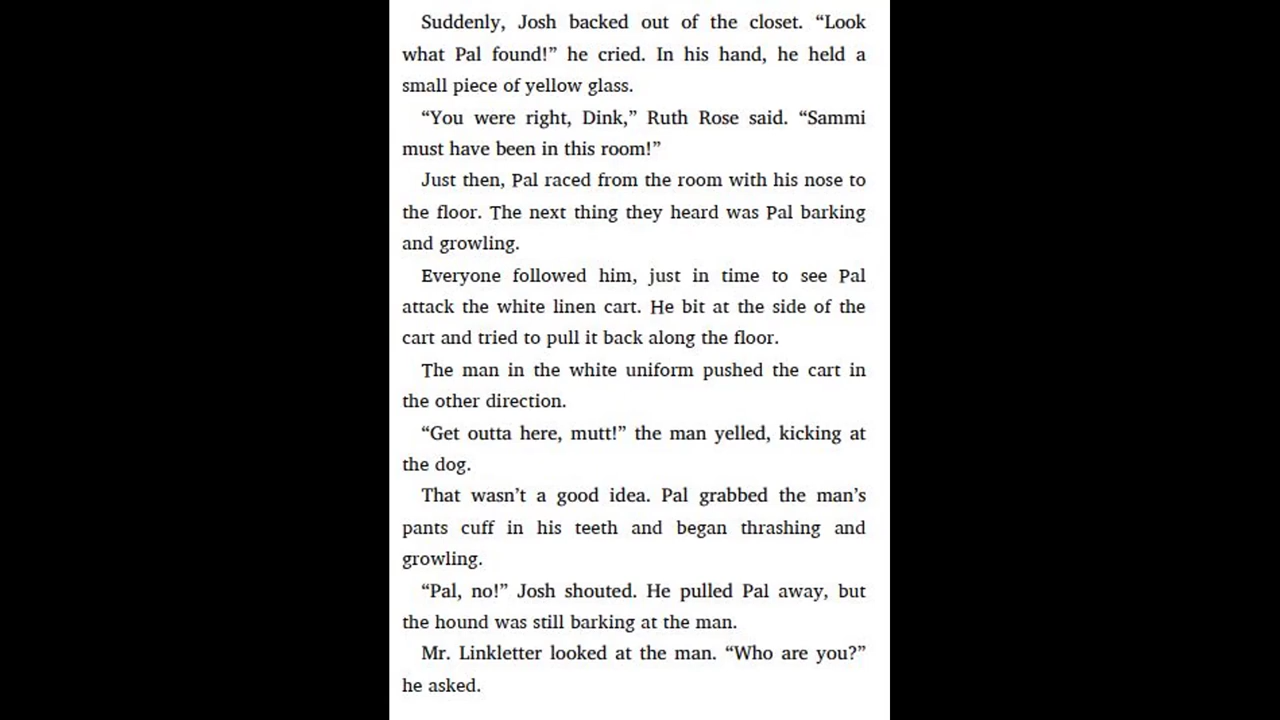 Suddenly, Josh backed out of the closet. “Look
what Pal found!” he cried. In his hand, he held a
small piece of yellow glass.
“You were right, Dink,” Ruth Rose said. “Sammi
must have been in this room!”
Just then, Pal raced from the room with his nose to
the floor. The next thing they heard was Pal barking
and growling.
Everyone followed him, just in time to see Pal
attack the white linen cart. He bit at the side of the
cart and tried to pull it back along the floor.
The man in the white uniform pushed the cart in
the other direction.
“Get outta here, mutt!” the man yelled, kicking at
the dog.
That wasn’t a good idea. Pal grabbed the man’s
pants cuff in his teeth and began thrashing and
growling.
“Pal, no!” Josh shouted. He pulled Pal away, but
the hound was still barking at the man.
Mr. Linkletter looked at the man. “Who are you?”
he asked.